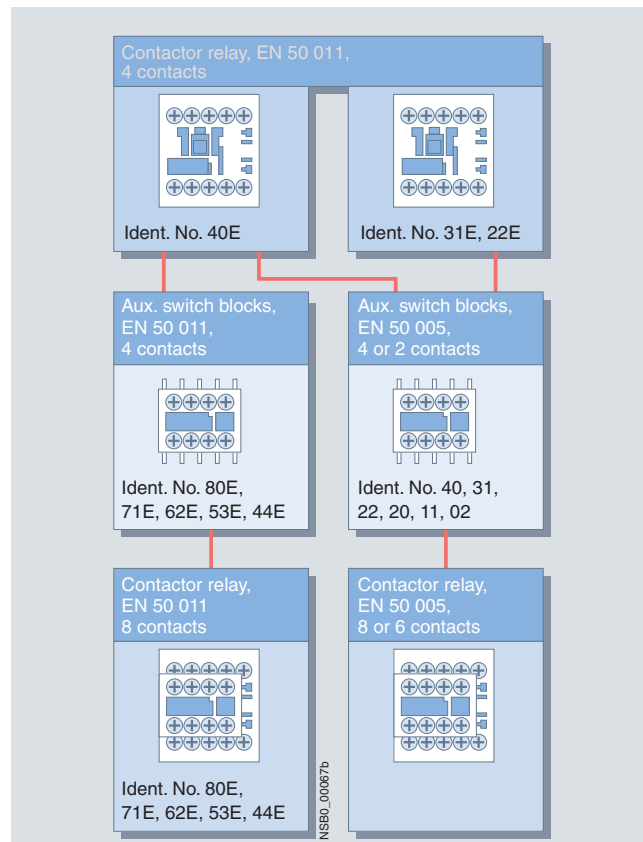 Contactor relay, EN 50 011,
4 contacts
Ident. No. 40E
Ident. No. 31E, 22E
Aux. switch blocks,
EN 50 011,
4 contacts
Aux. switch blocks,
EN 50 005,
4 or 2 contacts
Ident. No. 80E,
71E, 62E, 53E, 44E
Ident. No. 40, 31,
22, 20, 11, 02
Contactor relay,
EN 50 011
8 contacts
Contactor relay,
EN 50 005,
8 or 6 contacts
Ident. No. 80E,
71E, 62E, 53E, 44E
NSB0_00067b